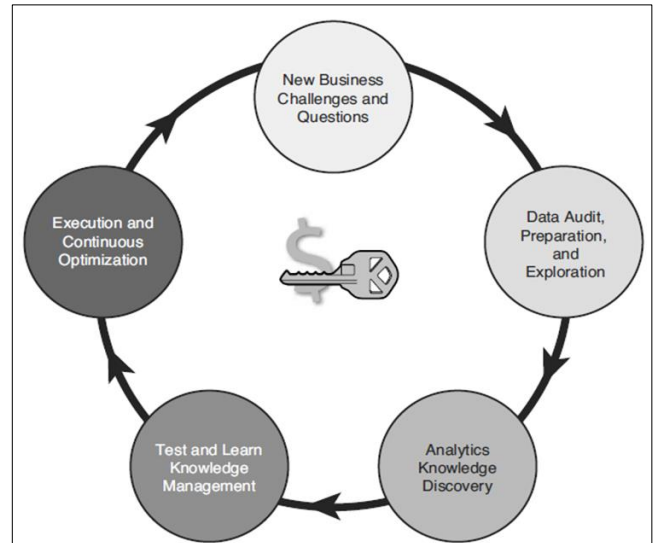 New Business
Challenges and
Questions
Data Audit,
Preparation,
and
Exploration
Analytics
Knowledge
Discovery
Test and Learn
Knowledge
Management
Execution and
Continuous
Optimization
$